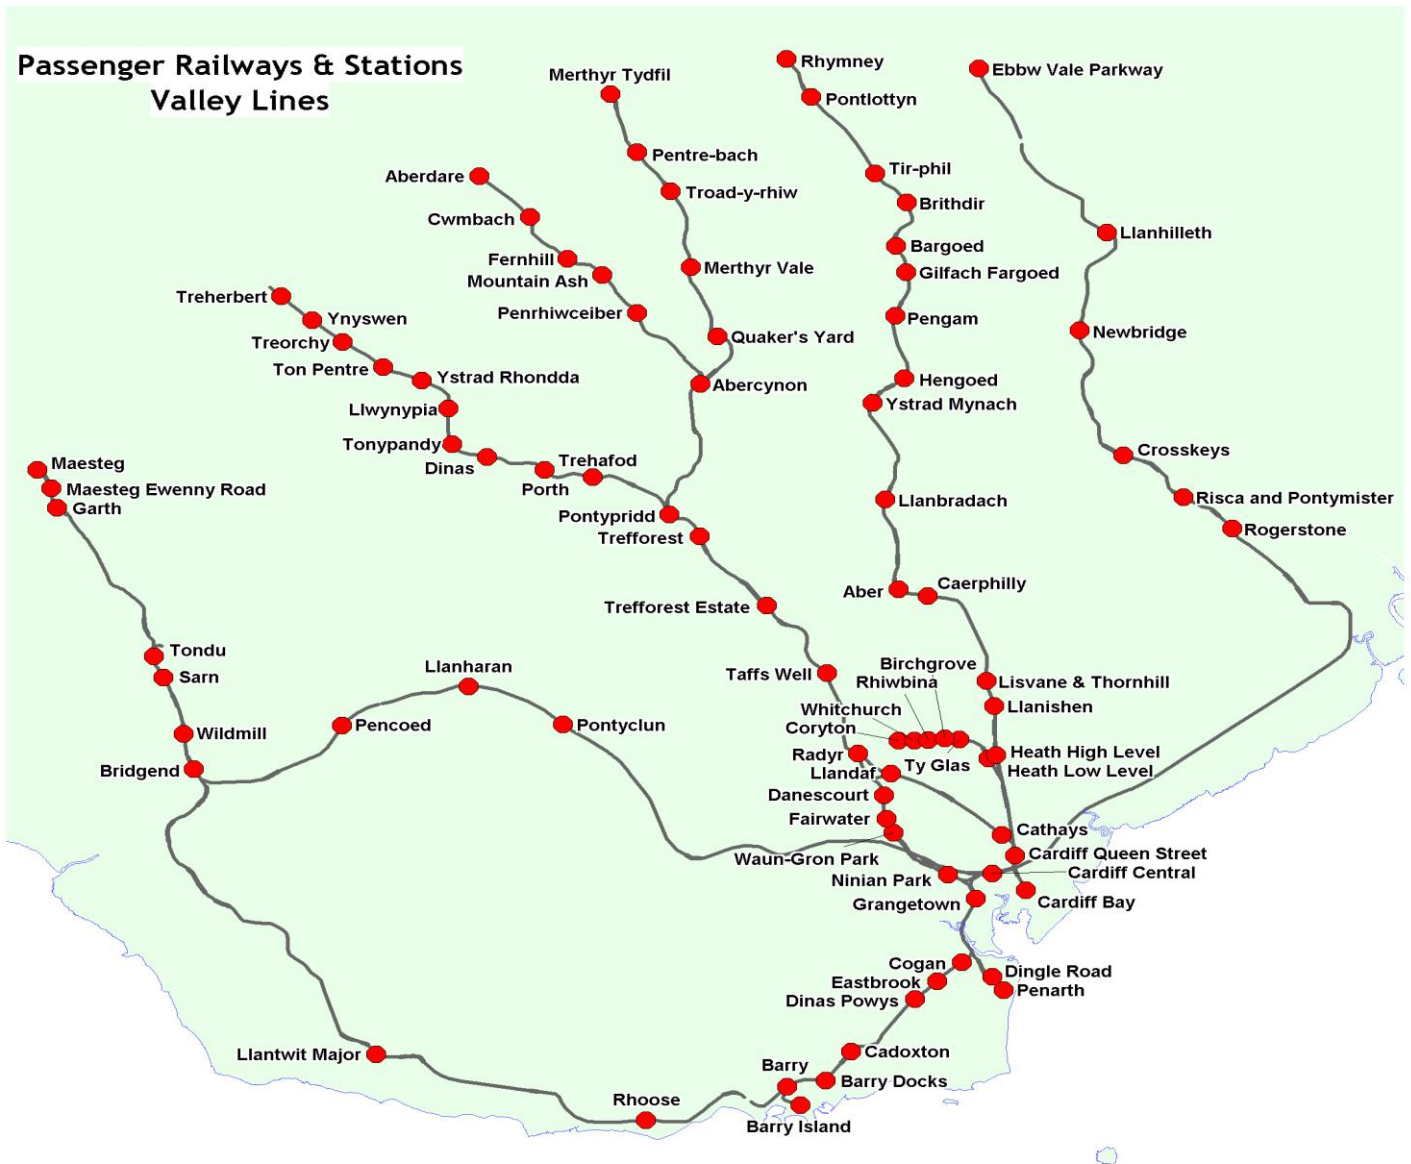 Passenger Railways & Stations
Valley Lines
Rhymney
Ebbw Vale Parkway
Merthyr Tydfil
Pontlottyn
Pentre-bach
Tir-phil
Aberdare
Troad-y-rhiw
Brithdir
Cwmbach
Llanhilleth
Bargoed
Fernhill
Merthyr Vale
Gilfach Fargoed
Mountain Ash
Treherbert
Penrhiwceiber
Ynyswen
Pengam
Newbridge
Treorchy
Quaker's Yard
Ton Pentre
Ystrad Rhondda
Hengoed
Abercynon
Llwynypia
Ystrad Mynach
Tonypandy
Crosskeys
Maesteg
Dinas
Trehafod
Maesteg Ewenny Road
Porth
Risca and Pontymister
Garth
Llanbradach
Pontypridd
Rogerstone
Trefforest
Caerphilly
Aber
Trefforest Estate
Tondu
Llanharan
Birchgrove
Taffs Well
Sarn
Rhiwbina
Lisvane & Thornhill
Whitchurch
Llanishen
Pencoed
Pontyclun
Coryton
Wildmill
Radyr
Heath High Level
Ty Glas
Bridgend
Llandaf
Heath Low Level
Danescourt
Fairwater
Cathays
Waun-Gron Park
Cardiff Queen Street
Cardiff Central
Ninian Park
Grangetown
Cardiff Bay
Cogan
Dingle Road
Eastbrook
Penarth
Dinas Powys
Llantwit Major
Cadoxton
Barry
Barry Docks
Rhoose
Barry Island